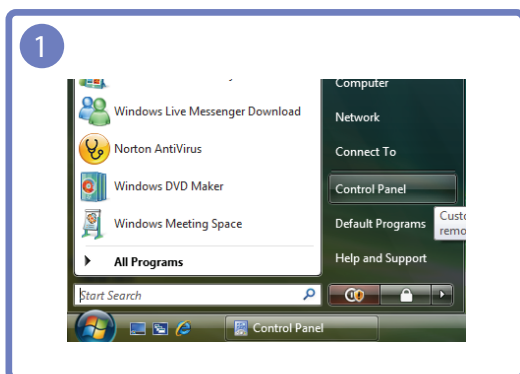 1
Windows Live Messenger Download
Norton AntiVirus
Windows DVD Maker
Windows Meeting Space
All Programs
Start Search
Computer
Network
Connect To
Control Panel
Default Programs
Help and Support
Control Panel